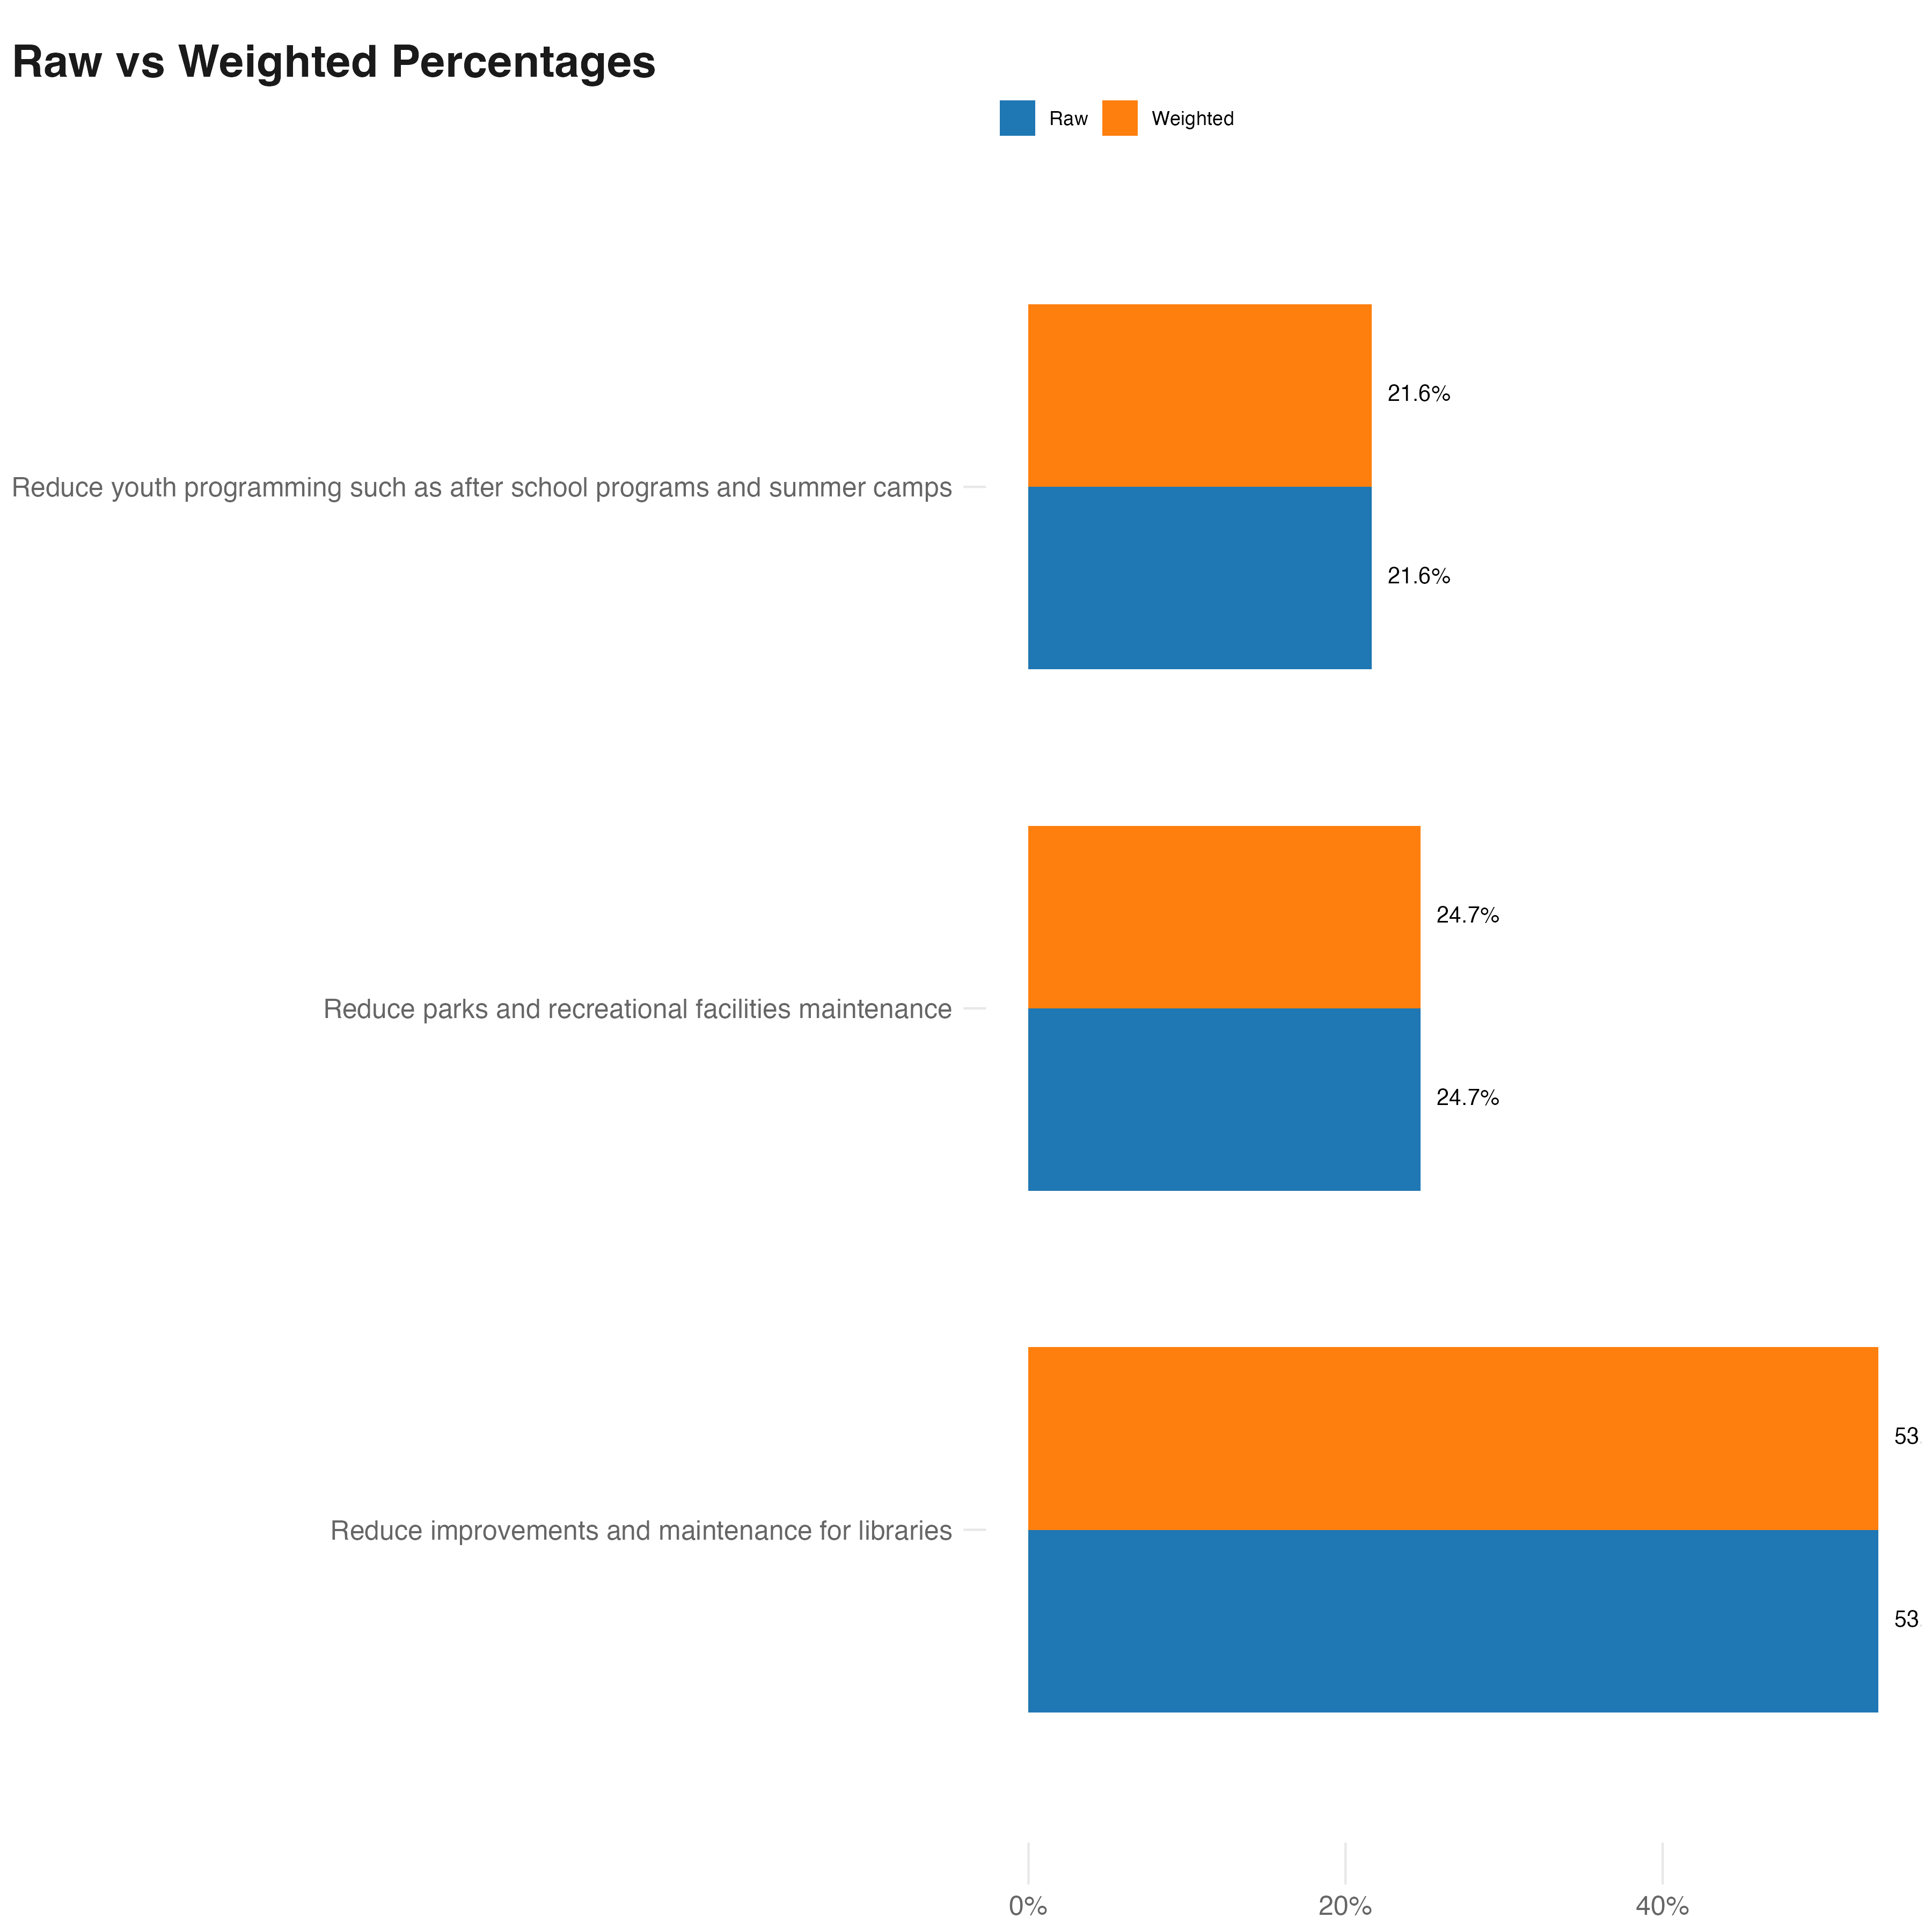 Raw vs Weighted Percentages
Raw Weighted
21.6%
Reduce youth programming such as after school programs and summer camps
21.6%
24.7%
Reduce parks and recreational facilities maintenance
24.7%
53.
Reduce improvements and maintenance for libraries
53.
0% 20% 40%